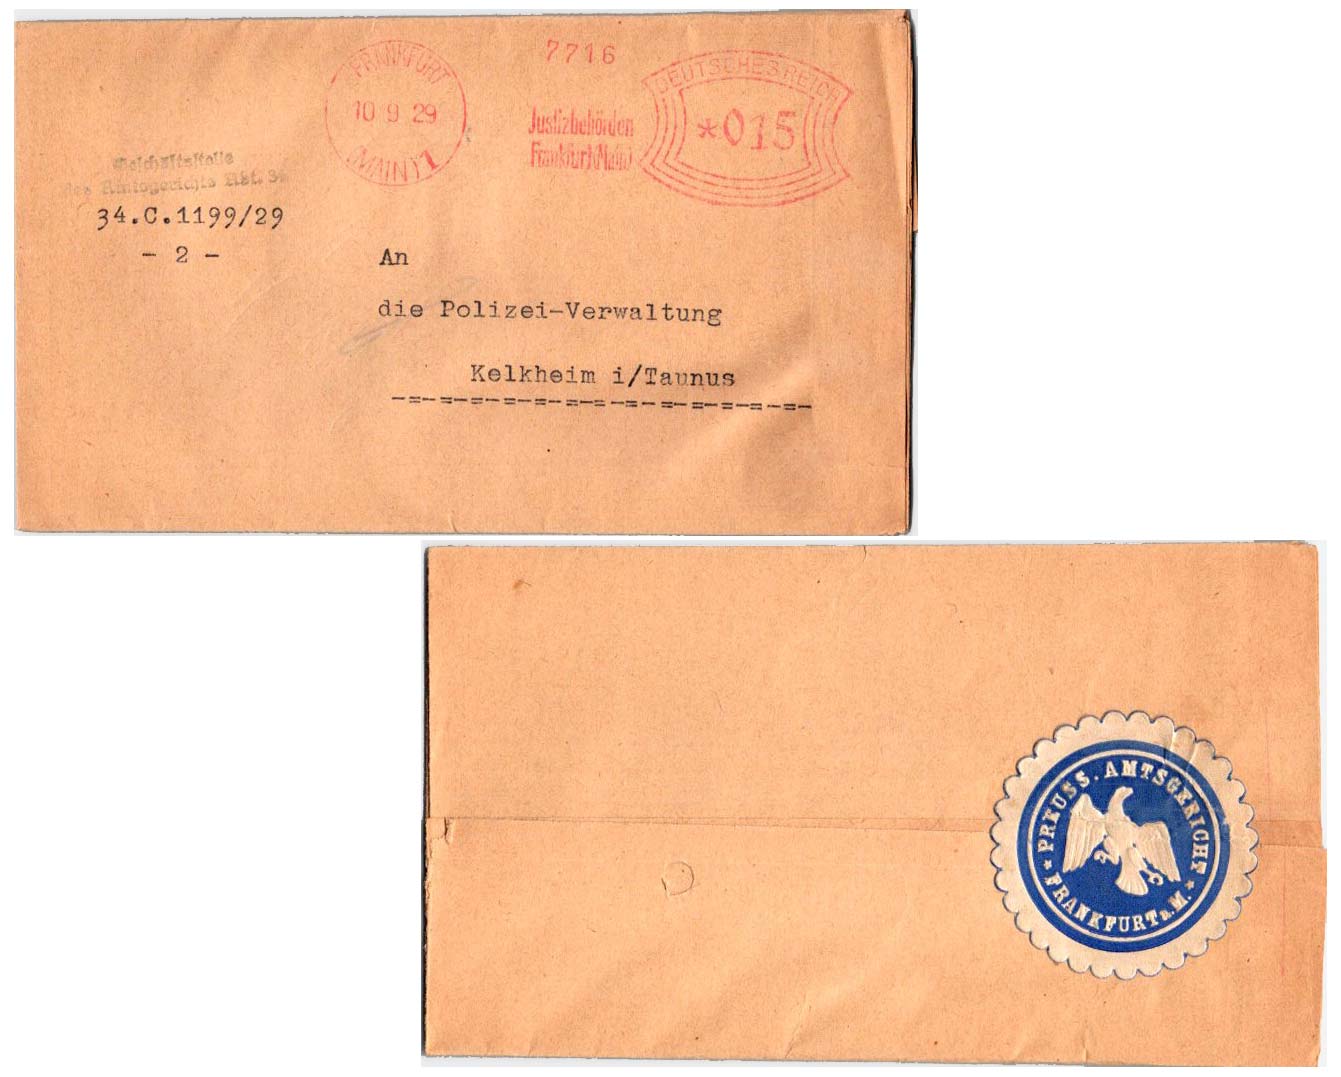 7716
FRANKFURT
10 9 29
(MAIN) 1
Justizbehörden
Frankfurt (Main)
DEUTSCHES REICH
*015
Geschäftsstelle
des Amtsgerichts Abt. 34
34.C.1199/29
- 2 -
An
die Polizei-Verwaltung
Kelkheim i/Taunus
-=-=-=-=-=-=-=-=-=-=-=-=-=-
PREUSS. AMTSGERICHT
* FRANKFURT a. M. *